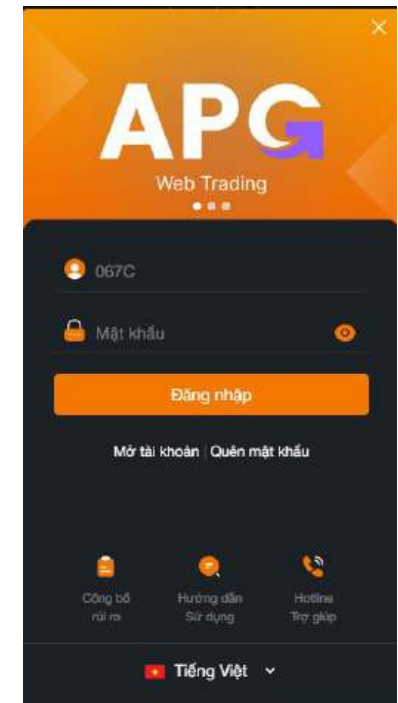 APG
Web Trading
067C
Mật khẩu
Đăng nhập
Mở tài khoản | Quên mật khẩu
Công bố
rủi ro
Hướng dẫn
Sử dụng
Hotline
Trợ giúp
Tiếng Việt